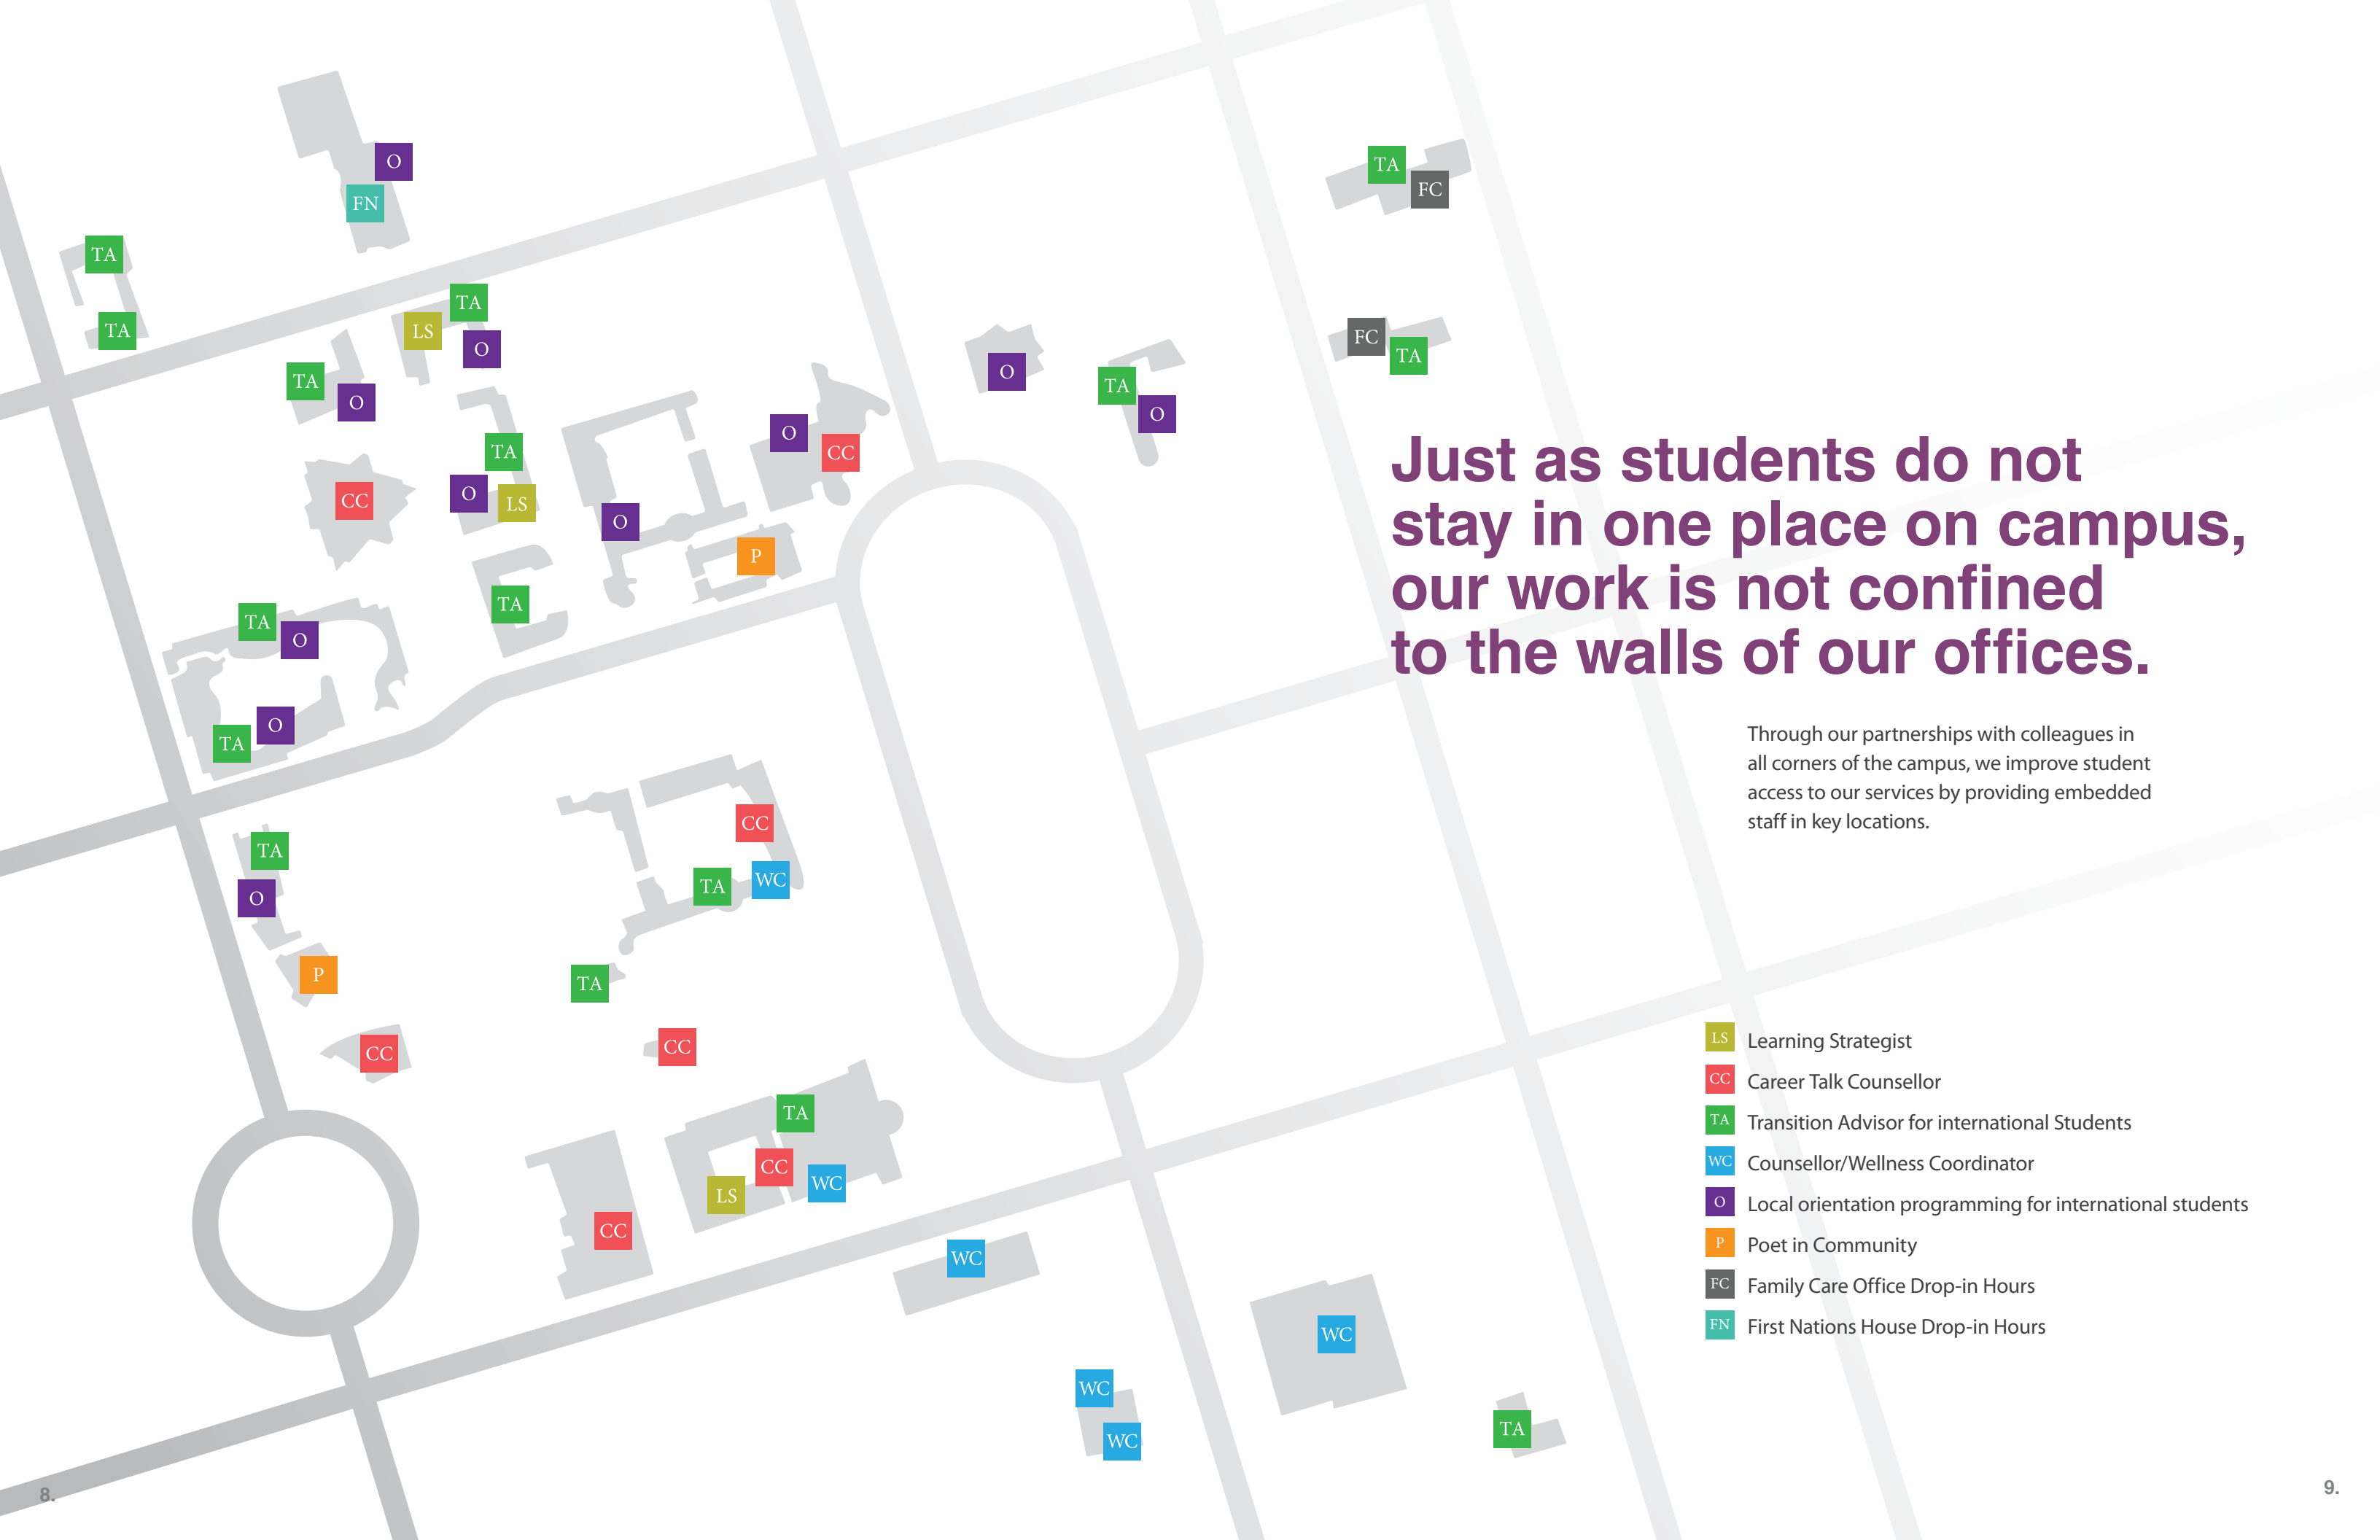 O
FN
TA
TA
TA
LS
O
TA
O
TA
O
LS
CC
O
CC
O
P
TA
O
TA
O
TA
FC
FC
TA
TA
O
Just as students do not
stay in one place on campus,
our work is not confined
to the walls of our offices.
Through our partnerships with colleagues in
all corners of the campus, we improve student
access to our services by providing embedded
staff in key locations.
TA
O
TA
O
P
CC
CC
TA
WC
TA
CC
TA
CC
LS
WC
CC
WC
WC
WC
WC
TA
LS Learning Strategist
CC Career Talk Counsellor
TA Transition Advisor for international Students
WC Counsellor/Wellness Coordinator
O Local orientation programming for international students
P Poet in Community
FC Family Care Office Drop-in Hours
FN First Nations House Drop-in Hours
8.
9.